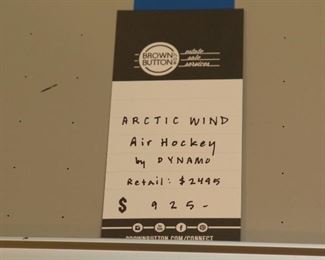 BROWN
BUTTON
estate
sale
services
ARCTIC WIND
Air Hockey
by DYNAMO
Retail: $2495
$ 925-
BROWNBUTTON.COM/CONNECT